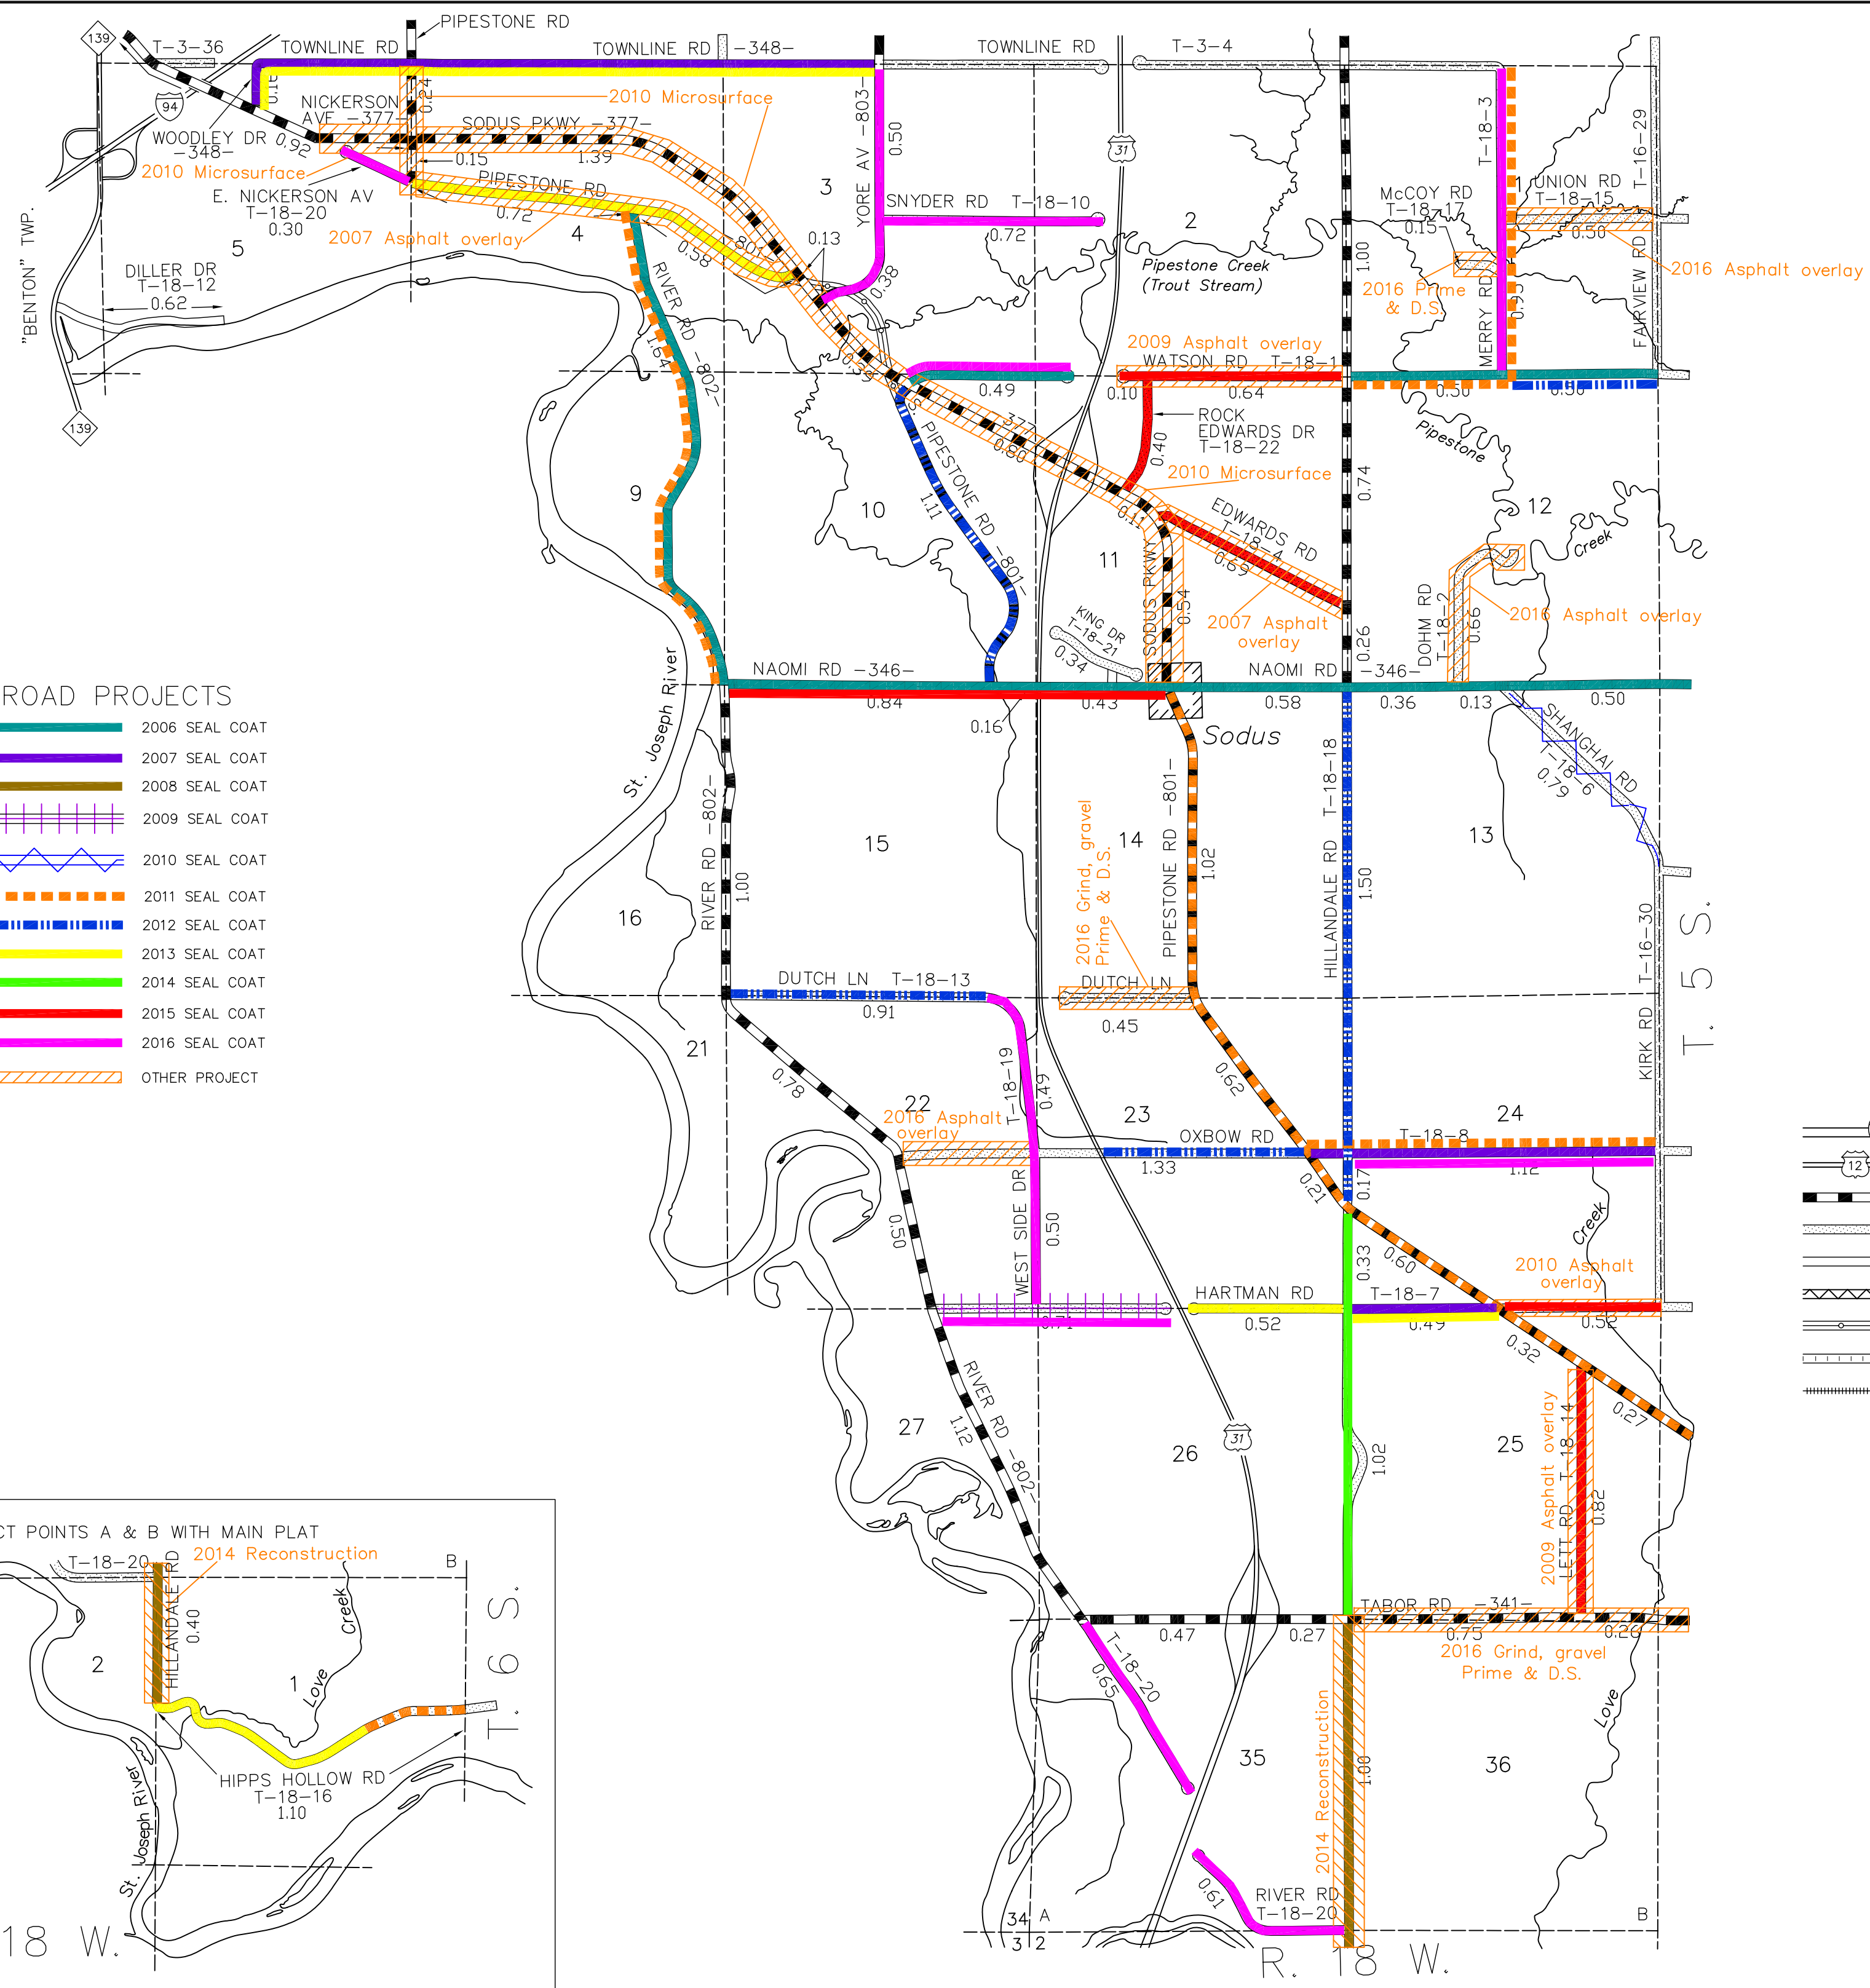 PIPESTONE RD
139
T-3-36
TOWNLINE RD
TOWNLINE RD
-348-
TOWNLINE RD
T-3-4
94
NICKERSON
AVE -377-
0.24
2010 Microsurface
SODUS PKWY -377-
WOODLEY DR
-348-
0.92
0.15
1.39
2010 Microsurface
E. NICKERSON AV
T-18-20
0.30
PIPESTONE RD
0.72
2007 Asphalt overlay
4
5
3
YORE AV -803-
0.50
31
2
SNYDER RD T-18-10
0.72
0.13
0.58
0.38
"BENTON" TWP.
DILLER DR
T-18-12
0.62
139
RIVER RD -802-
1.64
Pipestone Creek
(Trout Stream)
1.00
McCOY RD
T-18-17
0.15
2016 Prime
& D.S.
MERRY RD
T-18-3
0.95
1
UNION RD
T-18-15
0.50
T-16-29
FAIRVIEW RD
2016 Asphalt overlay
2009 Asphalt overlay
WATSON RD T-18-1
0.49
0.10
0.64
0.50
0.50
ROCK
EDWARDS DR
T-18-22
0.40
2010 Microsurface
377
0.80
0.11
S. PIPESTONE RD -801-
1.11
9
10
11
12
EDWARDS RD
T-18-4
0.69
0.74
0.26
2007 Asphalt
overlay
SODUS PKWY
0.54
KING DR
T-18-21
0.34
DOHM RD
T-18-2
0.66
2016 Asphalt overlay
Pipestone
Creek
NAOMI RD -346-
NAOMI RD -346-
0.84
0.16
0.43
0.58
0.36
0.13
0.50
Sodus
St. Joseph River
ROAD PROJECTS
2006 SEAL COAT
2007 SEAL COAT
2008 SEAL COAT
2009 SEAL COAT
2010 SEAL COAT
2011 SEAL COAT
2012 SEAL COAT
2013 SEAL COAT
2014 SEAL COAT
2015 SEAL COAT
2016 SEAL COAT
OTHER PROJECT
RIVER RD -802-
1.00
15
14
13
16
2016 Grind, gravel
Prime & D.S.
PIPESTONE RD -801-
1.02
HILLANDALE RD T-18-18
1.50
SHANGHAI RD
T-18-6
0.79
KIRK RD T-16-30
T. 5 S.
DUTCH LN T-18-13
0.91
DUTCH LN
0.45
21
0.78
22
T-18-19
0.49
23
0.62
24
2016 Asphalt
overlay
OXBOW RD
T-18-8
1.33
1.12
0.17
0.21
0.50
WEST SIDE DR
0.50
0.33
0.60
Creek
2010 Asphalt
overlay
HARTMAN RD
T-18-7
0.71
0.52
0.49
0.52
0.32
0.27
12
RIVER RD -802-
1.12
27
26
31
25
1.02
2009 Asphalt overlay
LETT RD T-18-14
0.82
TABOR RD -341-
0.47
0.27
0.75
0.26
2016 Grind, gravel
Prime & D.S.
T-18-20
0.65
35
36
2014 Reconstruction
1.00
Love
0.61
RIVER RD
T-18-20
34
A
3
2
B
R. 18 W.
CT POINTS A & B WITH MAIN PLAT
T-18-20
2014 Reconstruction
B
HILLANDALE RD
0.40
2
1
Love
Creek
T. 6 S.
HIPPS HOLLOW RD
T-18-16
1.10
St. Joseph River
18 W.